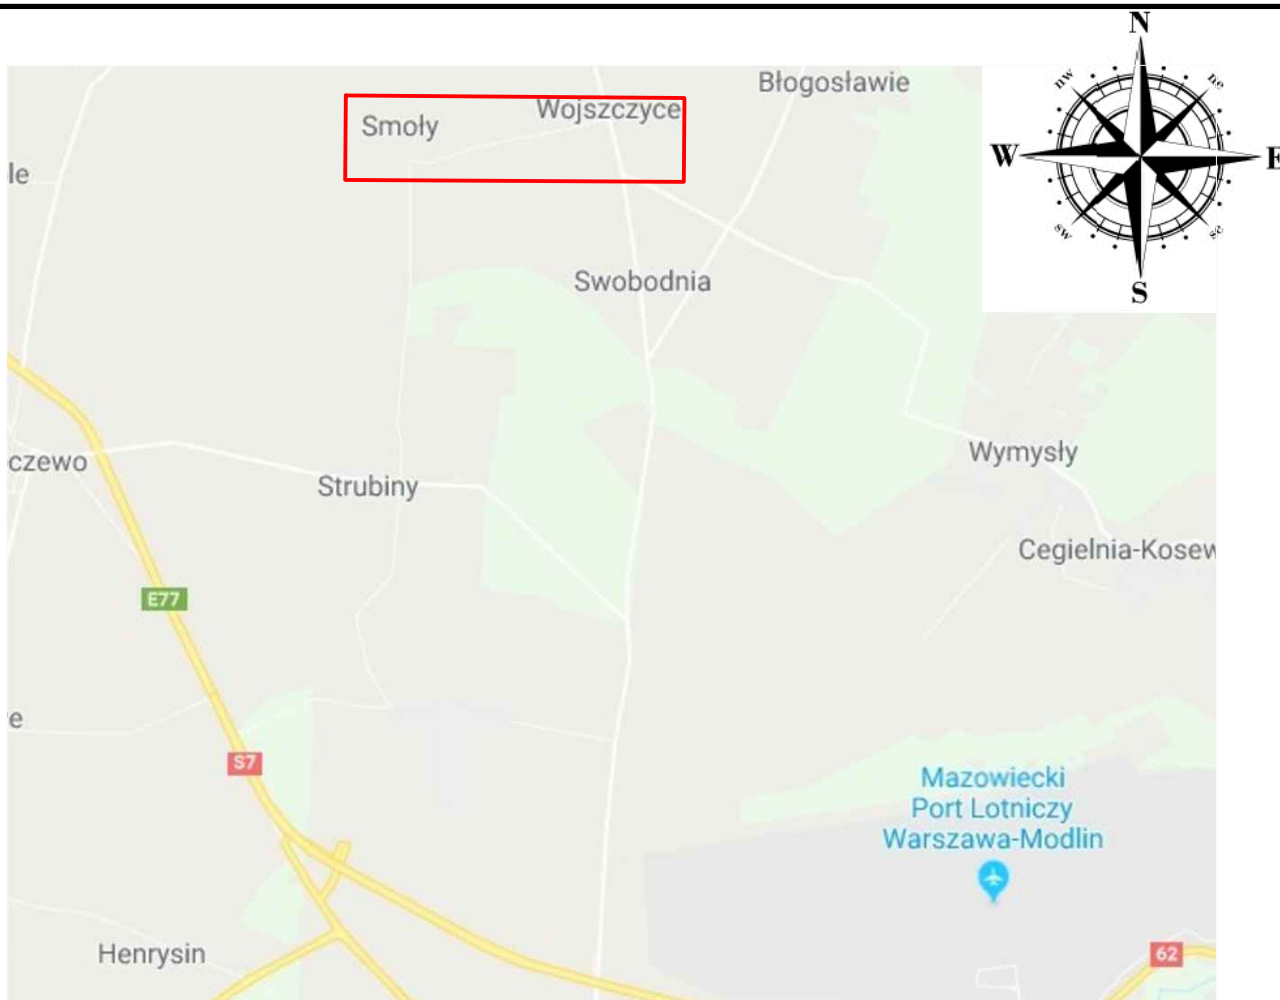 N
Błogosławie
nw
ne
Wojszczyce
Smoły
W
E
le
sw
se
Swobodnia
S
Wymysły
czewo
Strubiny
Cegielnia-Kosew
E77
e
S7
Mazowiecki
Port Lotniczy
Warszawa-Modlin
Henrysin
62